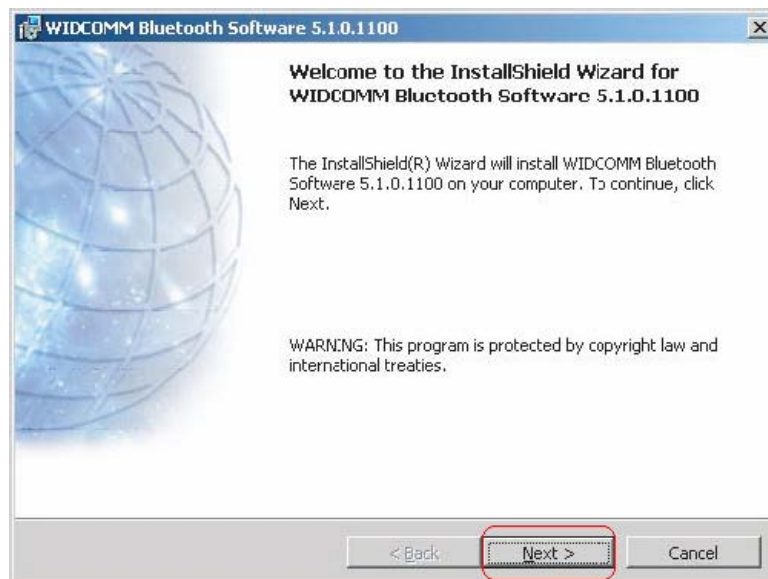 WIDCOMM Bluetooth Software 5.1.0.1100
Welcome to the InstallShield Wizard for
WIDCOMM Bluetooth Software 5.1.0.1100
The InstallShield(R) Wizard will install WIDCOMM Bluetooth
Software 5.1.0.1100 on your computer. To continue, click
Next.
WARNING: This program is protected by copyright law and
international treaties.
< Back
Next >
Cancel